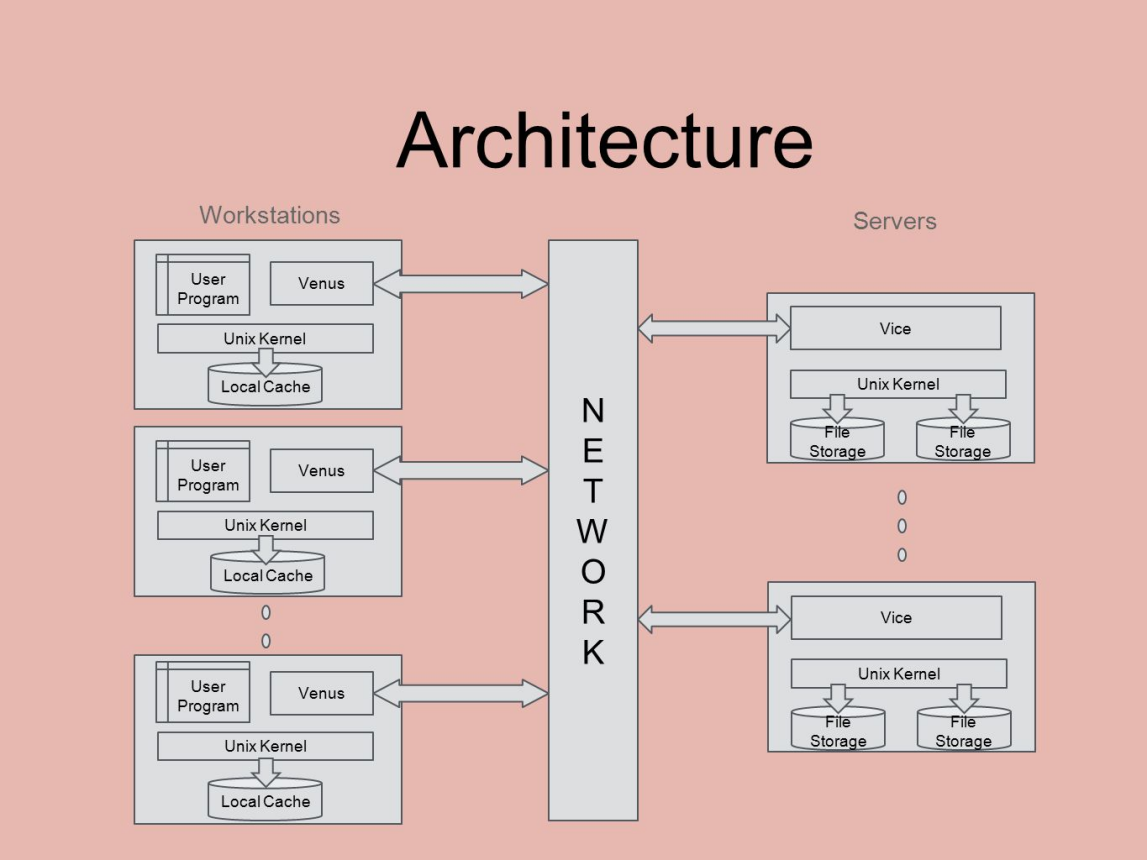 Architecture
Workstations
User
Program
Venus
Unix Kernel
Local Cache
User
Program
Venus
Unix Kernel
Local Cache
User
Program
Venus
Unix Kernel
Local Cache
N
E
T
W
O
R
K
Servers
Vice
Unix Kernel
File
Storage
File
Storage
Vice
Unix Kernel
File
Storage
File
Storage